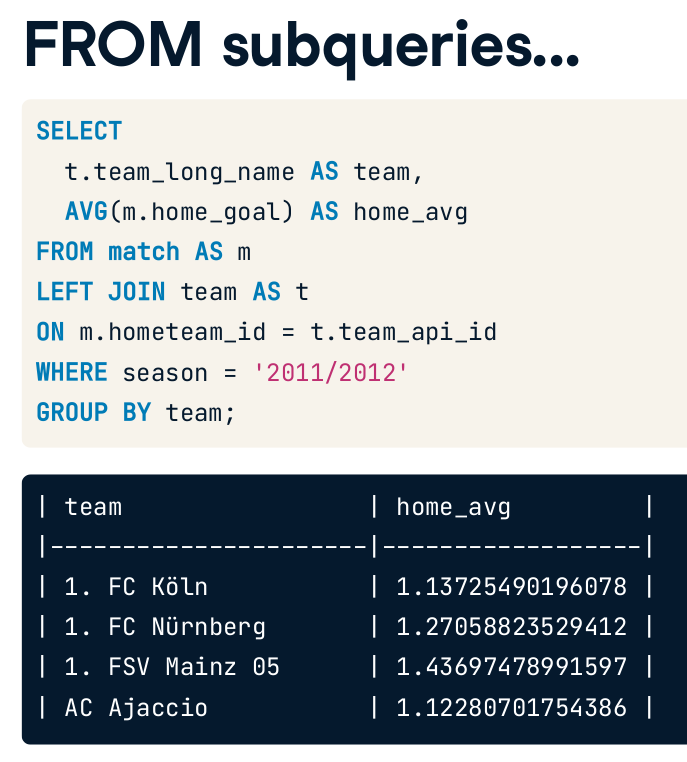 FROM subqueries...
SELECT
  t.team_long_name AS team,
  AVG(m.home_goal) AS home_avg
FROM match AS m
LEFT JOIN team AS t
ON m.hometeam_id = t.team_api_id
WHERE season = '2011/2012'
GROUP BY team;
| team                 | home_avg         |
|----------------------|------------------|
| 1. FC Köln           | 1.13725490196078 |
| 1. FC Nürnberg       | 1.27058823529412 |
| 1. FSV Mainz 05      | 1.43697478991597 |
| AC Ajaccio           | 1.12280701754386 |